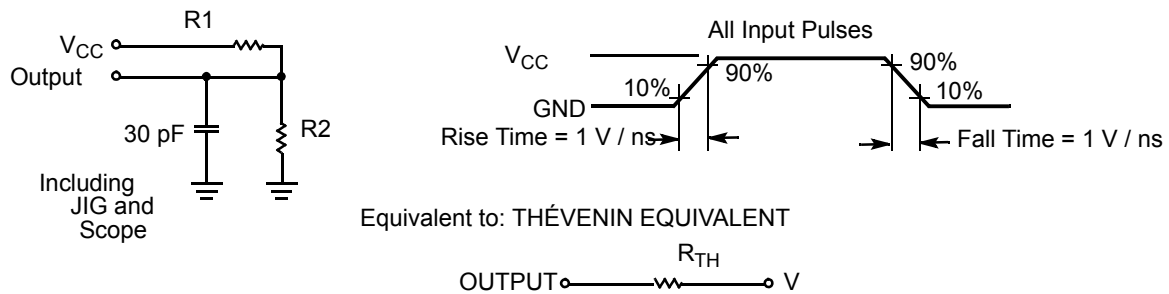 R1
V_CC
Output
30 pF
R2
Including
JIG and
Scope
All Input Pulses
V_CC
GND
10%
90%
90%
10%
Rise Time = 1 V / ns
Fall Time = 1 V / ns
Equivalent to: THÉVENIN EQUIVALENT
R_TH
OUTPUT
V